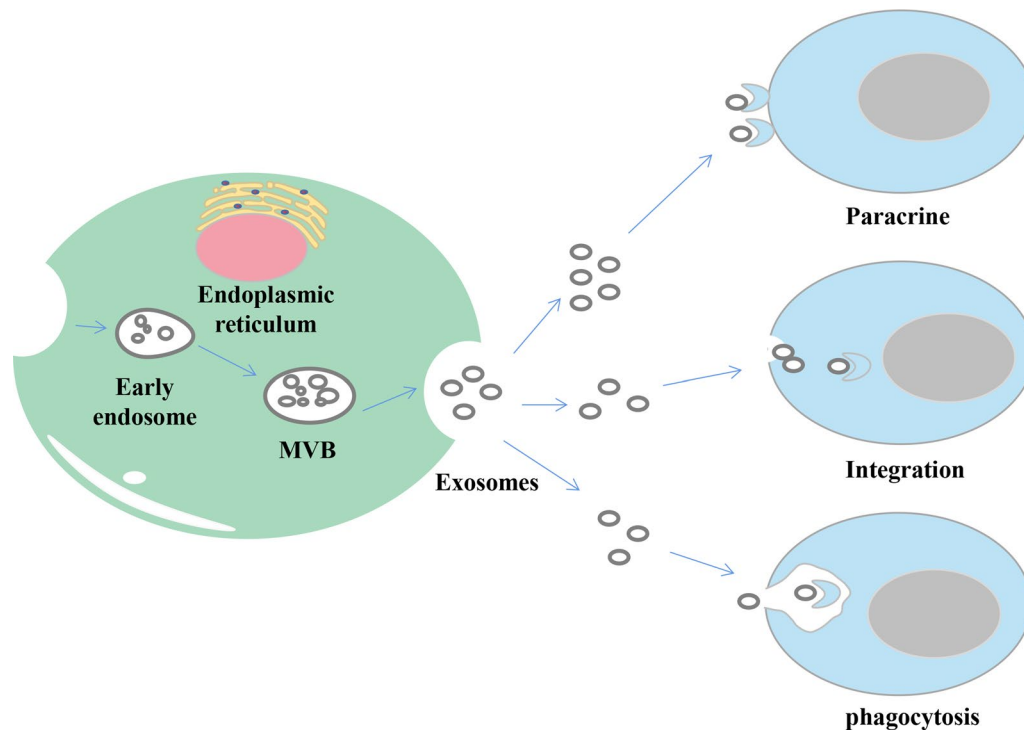 Paracrine
Endoplasmic
reticulum
Early
endosome
MVB
Exosomes
Integration
phagocytosis